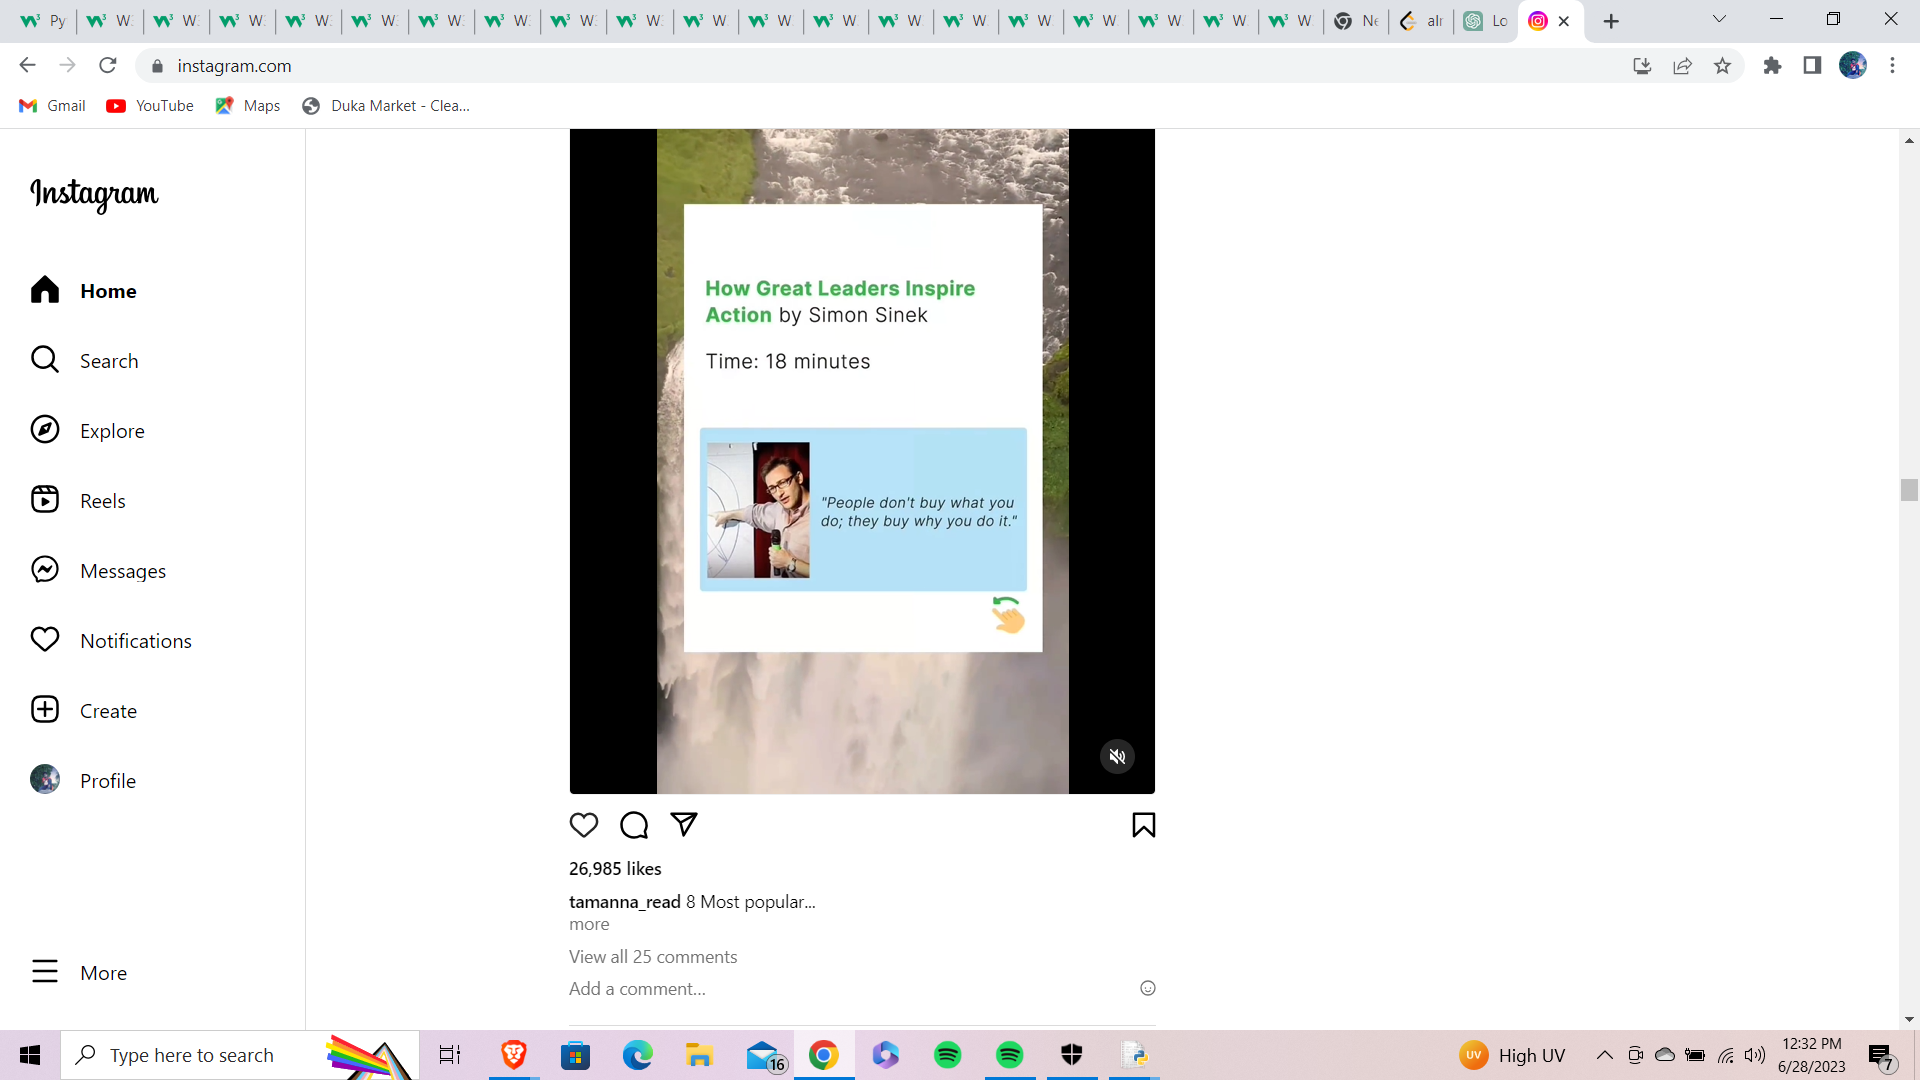 Py W W W W W W W W W W W W W W W W W W W Ne alr Lo
instagram.com
Gmail YouTube Maps Duka Market - Clea...
Instagram
Home
Search
Explore
Reels
Messages
Notifications
Create
Profile
More
How Great Leaders Inspire
Action by Simon Sinek
Time: 18 minutes
"People don't buy what you
do; they buy why you do it."
26,985 likes
tamanna_read 8 Most popular...
more
View all 25 comments
Add a comment...
Type here to search
16
UV High UV
12:32 PM
6/28/2023
7